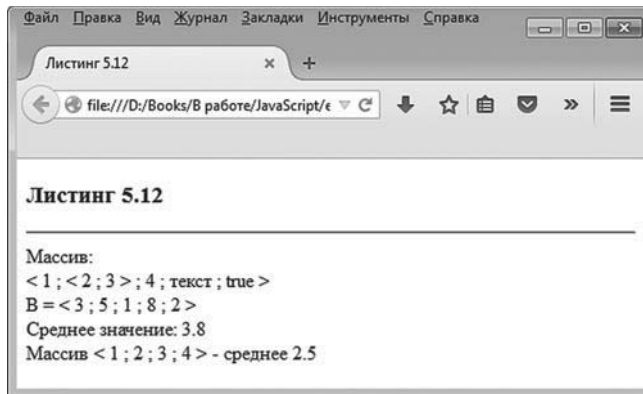 Файл Правка Вид Журнал Закладки Инструменты Справка
Листинг 5.12
file:///D:/Books/В работе/JavaScript/e
Листинг 5.12
Массив:
< 1 ; < 2 ; 3 > ; 4 ; текст ; true >
B = < 3 ; 5 ; 1 ; 8 ; 2 >
Среднее значение: 3.8
Массив < 1 ; 2 ; 3 ; 4 > - среднее 2.5